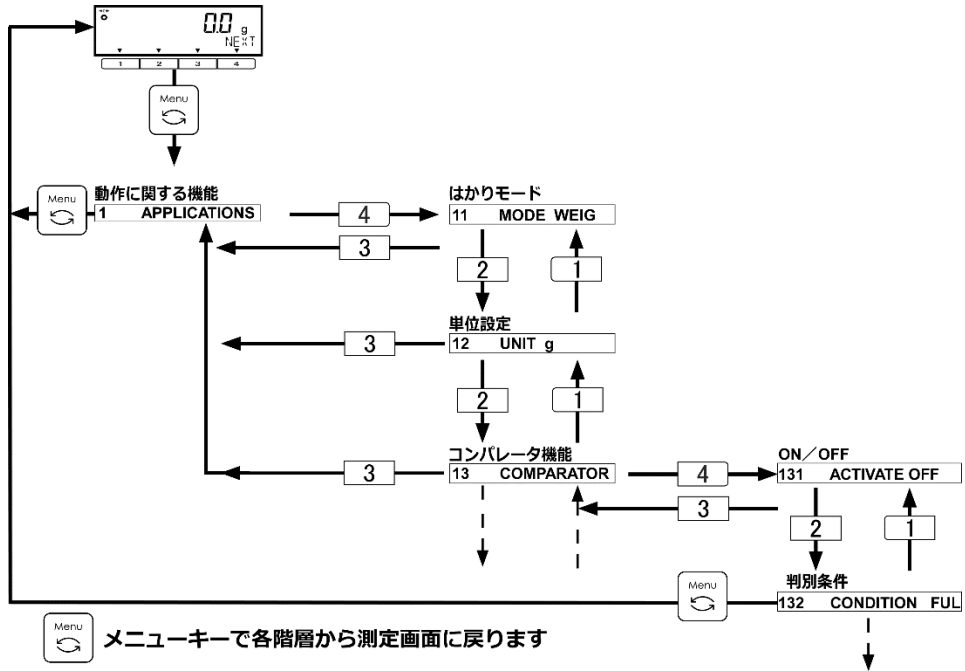 0.0 g
NEXT
1 2 3 4
Menu
動作に関する機能
Menu
1 APPLICATIONS
4
はかりモード
11 MODE WEIG
3
2
1
単位設定
3
12 UNIT g
2
1
コンパレータ機能
3
13 COMPARATOR
4
ON/OFF
131 ACTIVATE OFF
3
2
1
判別条件
Menu
132 CONDITION FUL
Menu
メニューキーで各階層から測定画面に戻ります